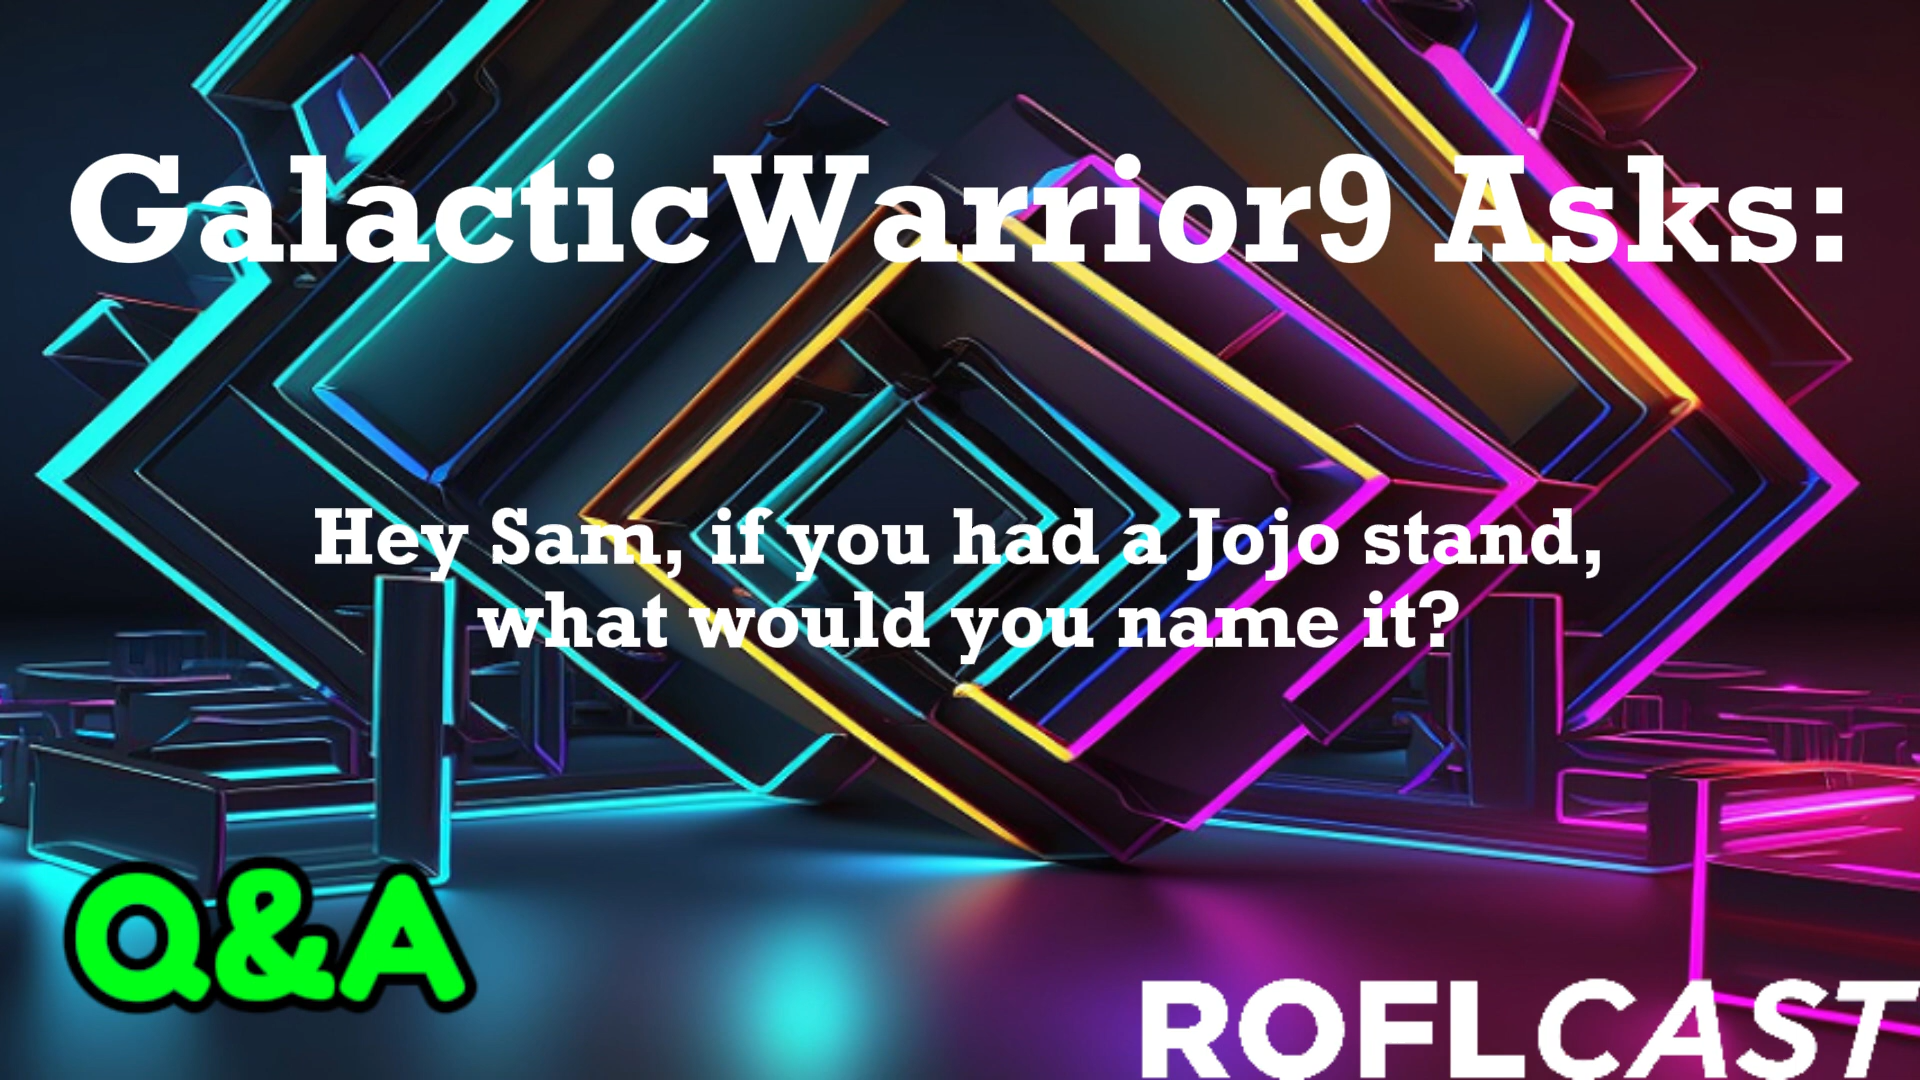 GalacticWarrior9 Asks:
Hey Sam, if you had a Jojo stand,
what would you name it?
Q&A
ROFLCAST